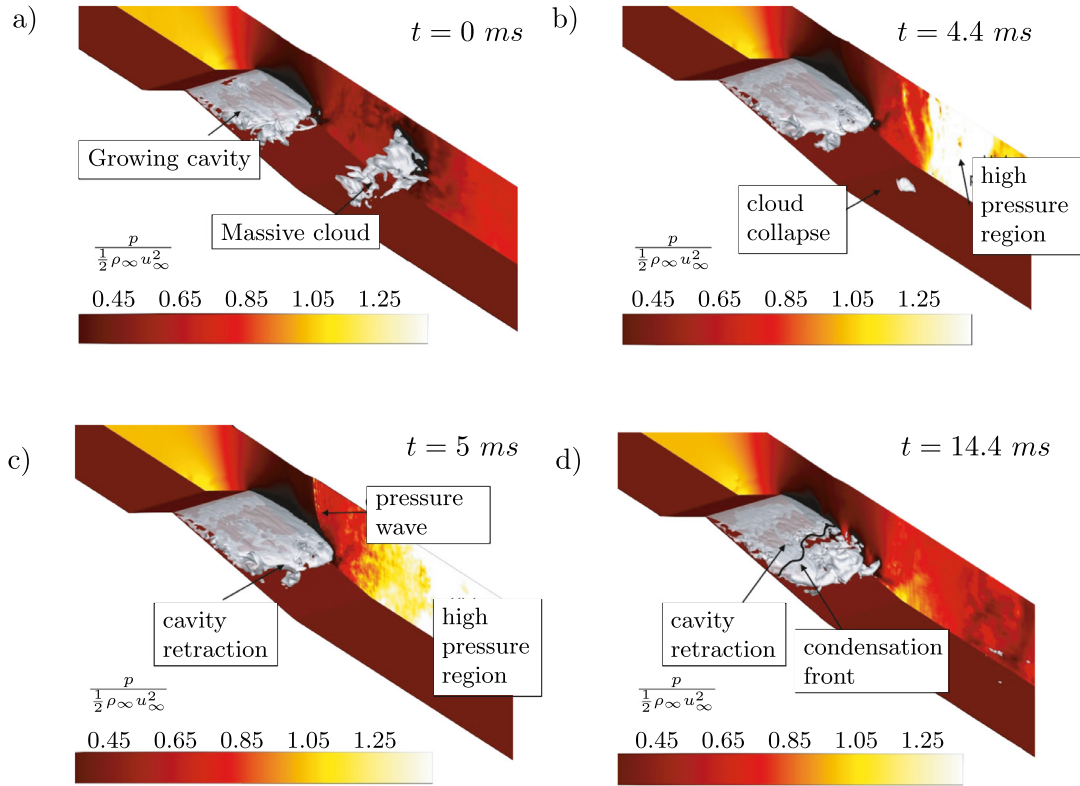 a)
t = 0 ms
Growing cavity
Massive cloud
p
½ρ∞u²∞
0.45 0.65 0.85 1.05 1.25
b)
t = 4.4 ms
cloud
collapse
high
pressure
region
p
½ρ∞u²∞
0.45 0.65 0.85 1.05 1.25
c)
t = 5 ms
pressure
wave
cavity
retraction
high
pressure
region
p
½ρ∞u²∞
0.45 0.65 0.85 1.05 1.25
d)
t = 14.4 ms
cavity
retraction
condensation
front
p
½ρ∞u²∞
0.45 0.65 0.85 1.05 1.25